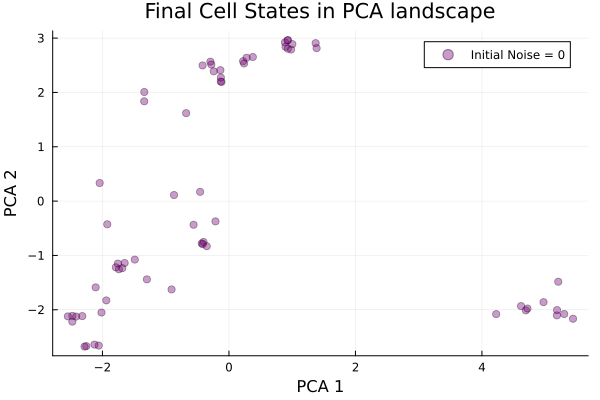 Final Cell States in PCA landscape
Initial Noise = 0
PCA 2
3
2
1
0
−1
−2
−2
0
2
4
PCA 1